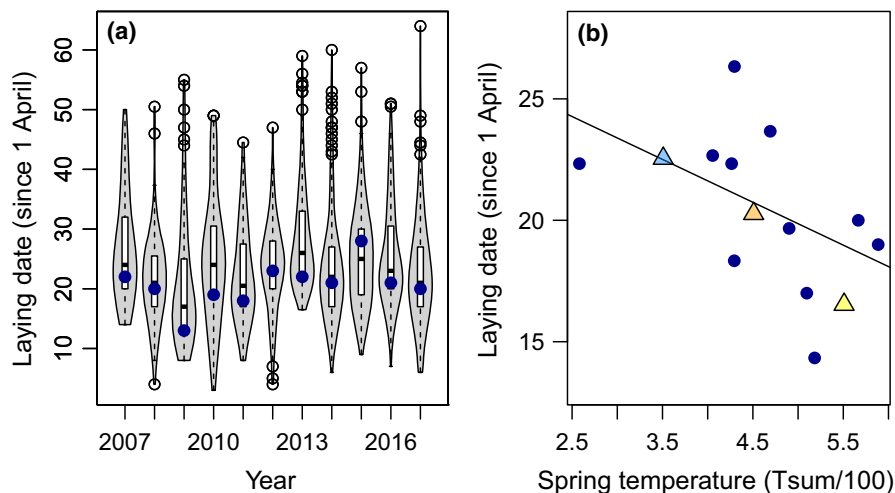 (a)
Laying date (since 1 April)
60
50
40
30
20
10
2007 2010 2013 2016
Year
(b)
Laying date (since 1 April)
25
20
15
2.5 3.5 4.5 5.5
Spring temperature (Tsum/100)